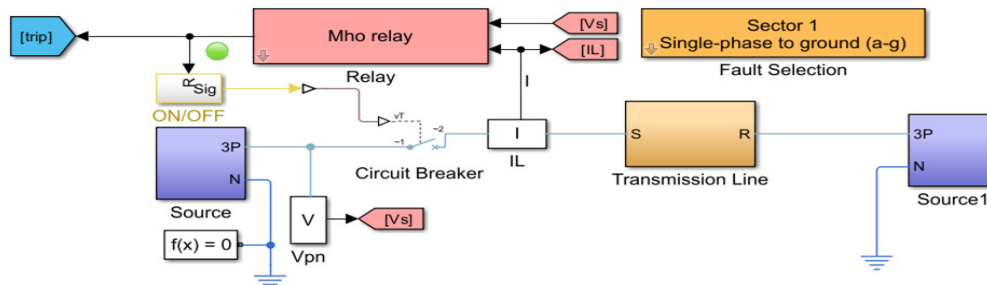 [trip]
Mho relay
[Vs]
[IL]
Sector 1
Single-phase to ground (a-g)
Fault Selection
Relay
I
R
Sig
ON/OFF
vT
3P
N
Source
~1
~2
Circuit Breaker
I
IL
S
R
Transmission Line
3P
N
Source1
V
Vpn
[Vs]
f(x) = 0